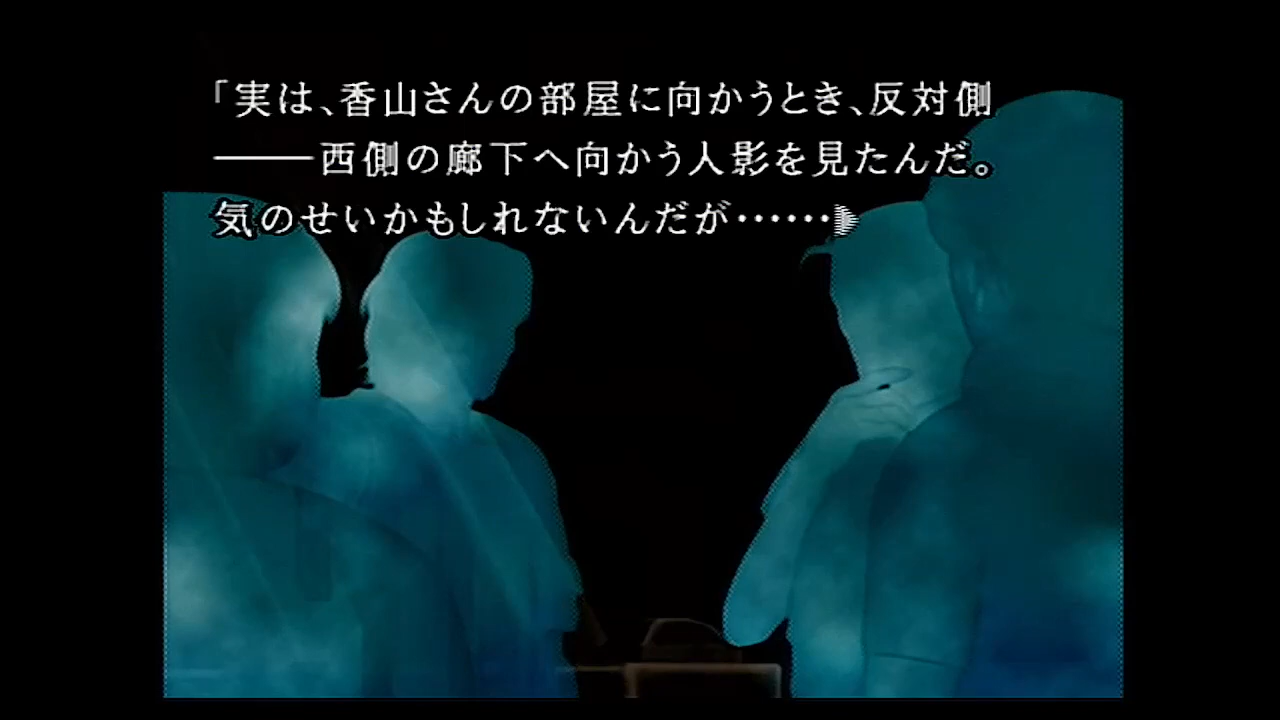 「実は、香山さんの部屋に向かうとき、反対側
―――西側の廊下へ向かう人影を見たんだ。
気のせいかもしれないんだが‥‥‥